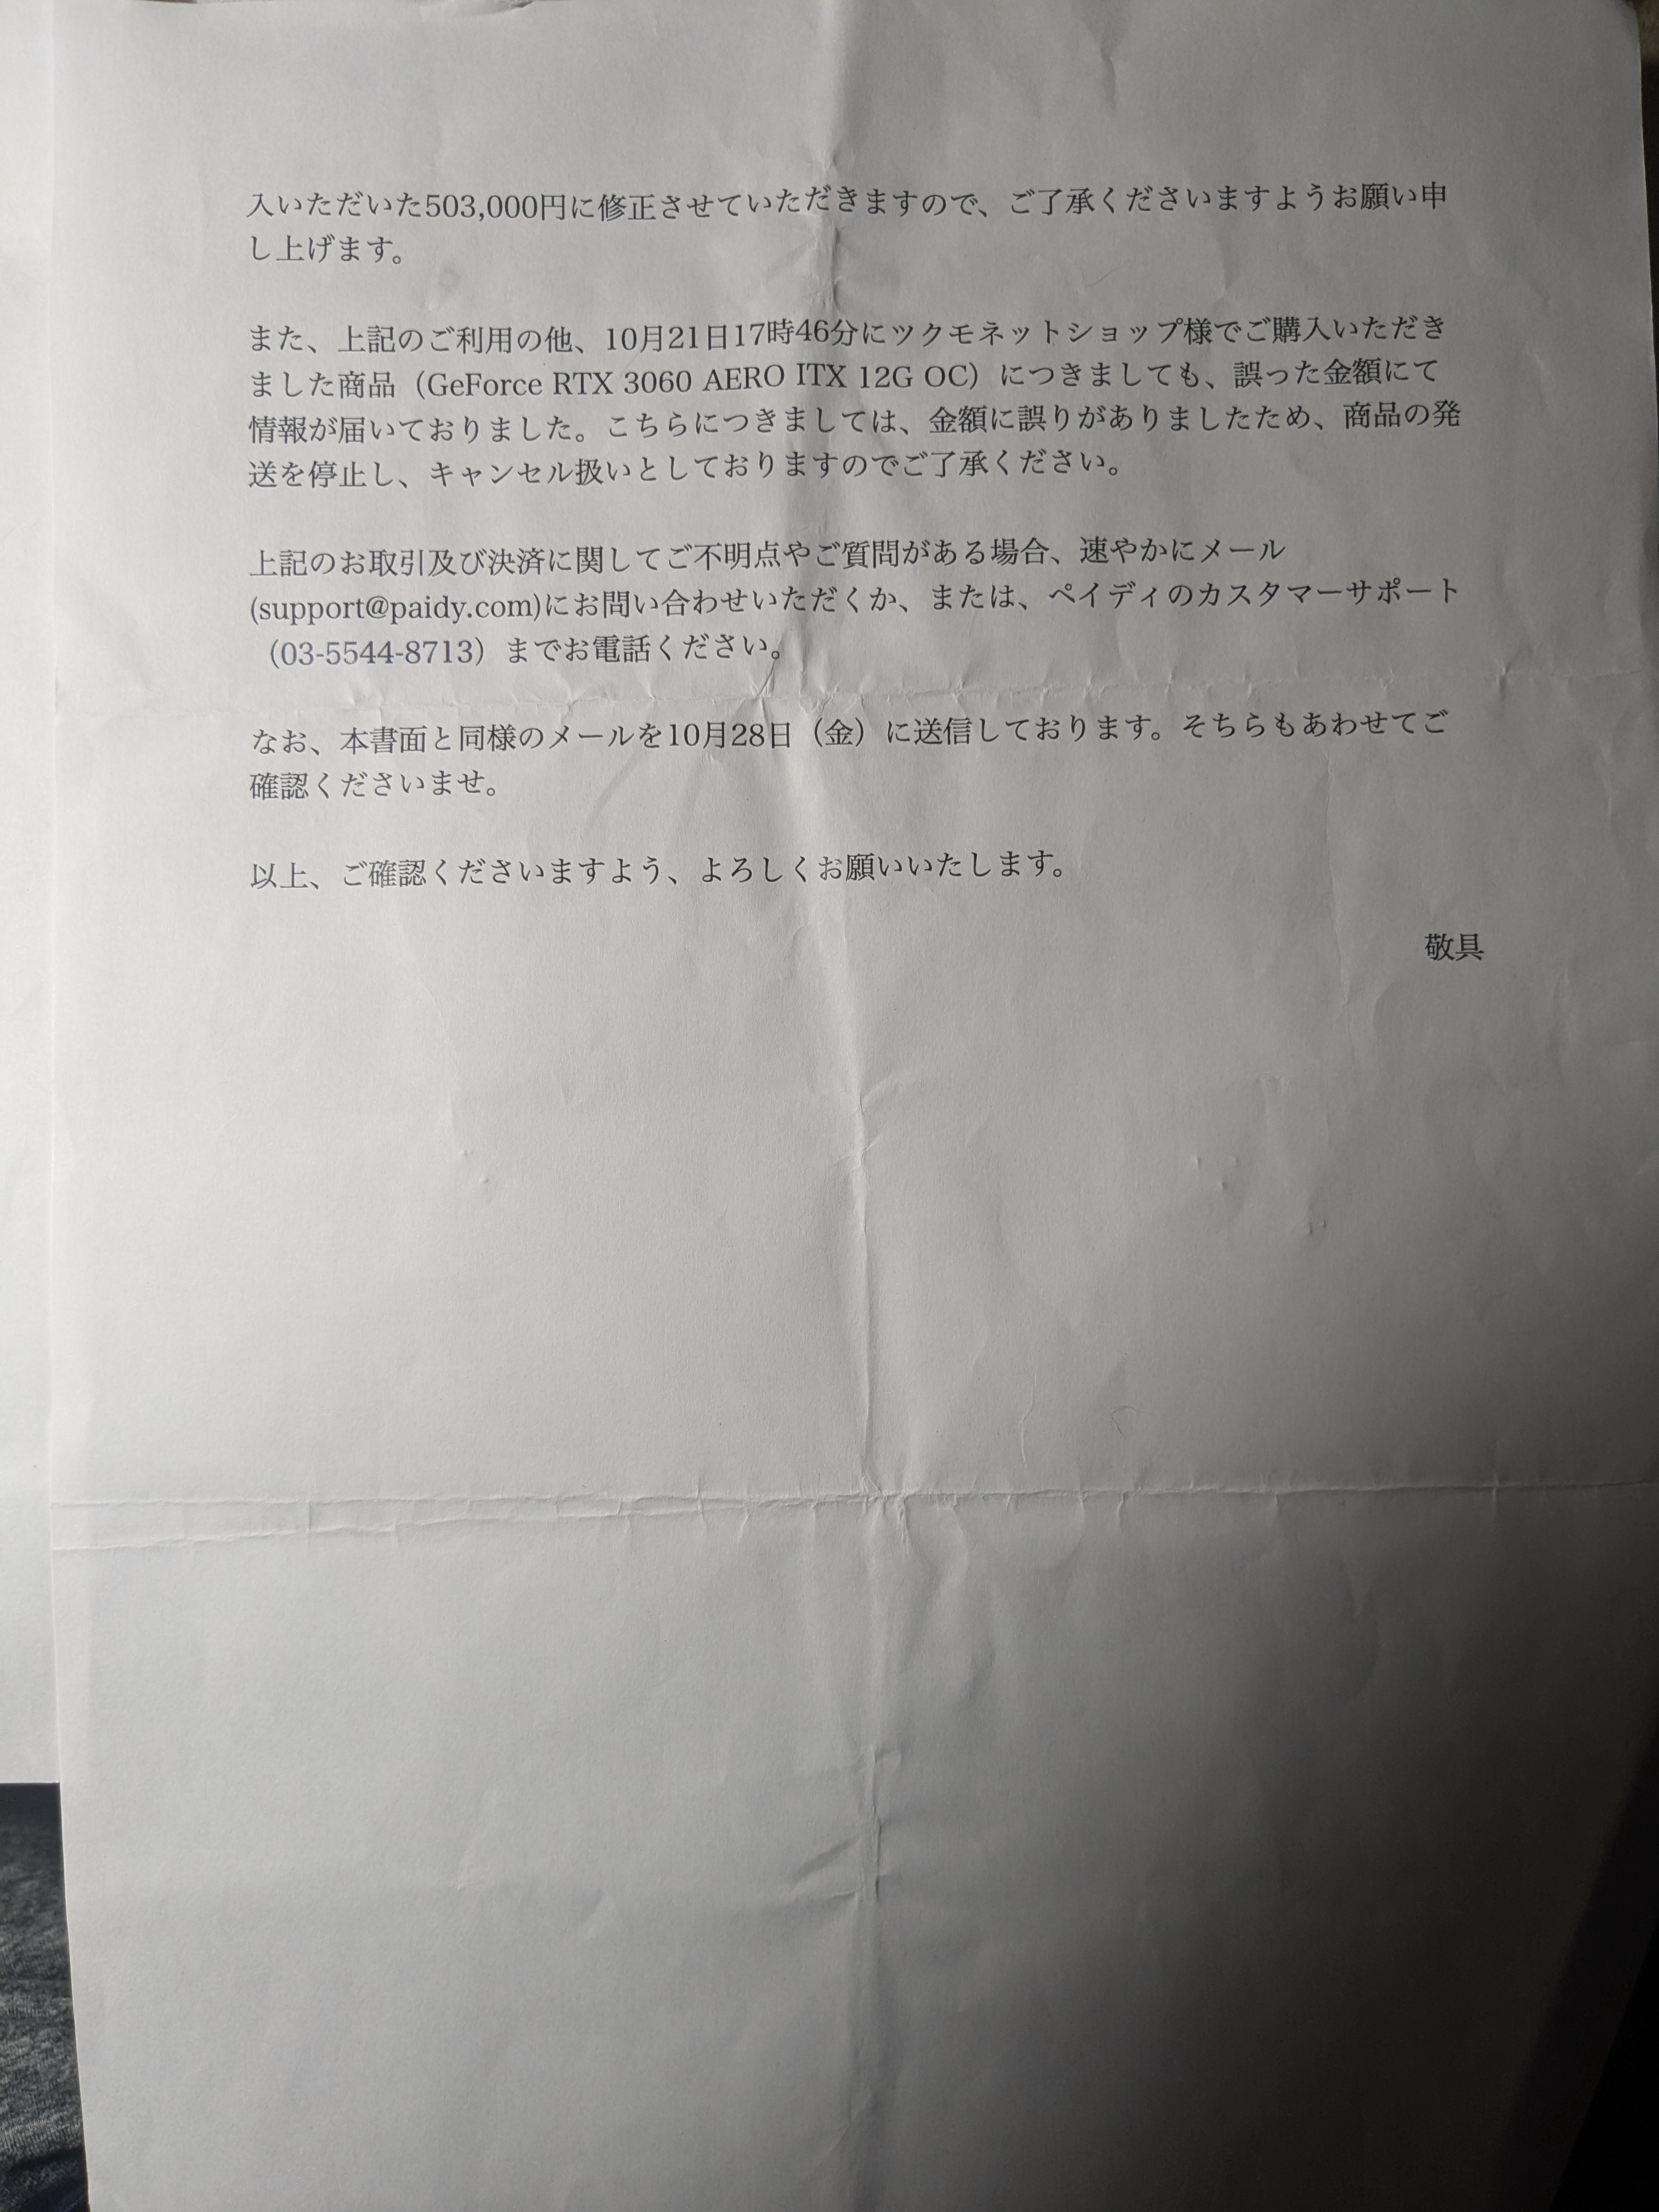 入いただいた503,000円に修正させていただきますので、ご了承くださいますようお願い申
し上げます。
また、上記のご利用の他、10月21日17時46分にツクモネットショップ様でご購入いただき
ました商品（GeForce RTX 3060 AERO ITX 12G OC）につきましても、誤った金額にて
情報が届いておりました。こちらにつきましては、金額に誤りがありましたため、商品の発
送を停止し、キャンセル扱いとしておりますのでご了承ください。
上記のお取引及び決済に関してご不明点やご質問がある場合、速やかにメール
(support@paidy.com)にお問い合わせいただくか、または、ペイディのカスタマーサポート
（03-5544-8713）までお電話ください。
なお、本書面と同様のメールを10月28日（金）に送信しております。そちらもあわせてご
確認くださいませ。
以上、ご確認くださいますよう、よろしくお願いいたします。
敬具